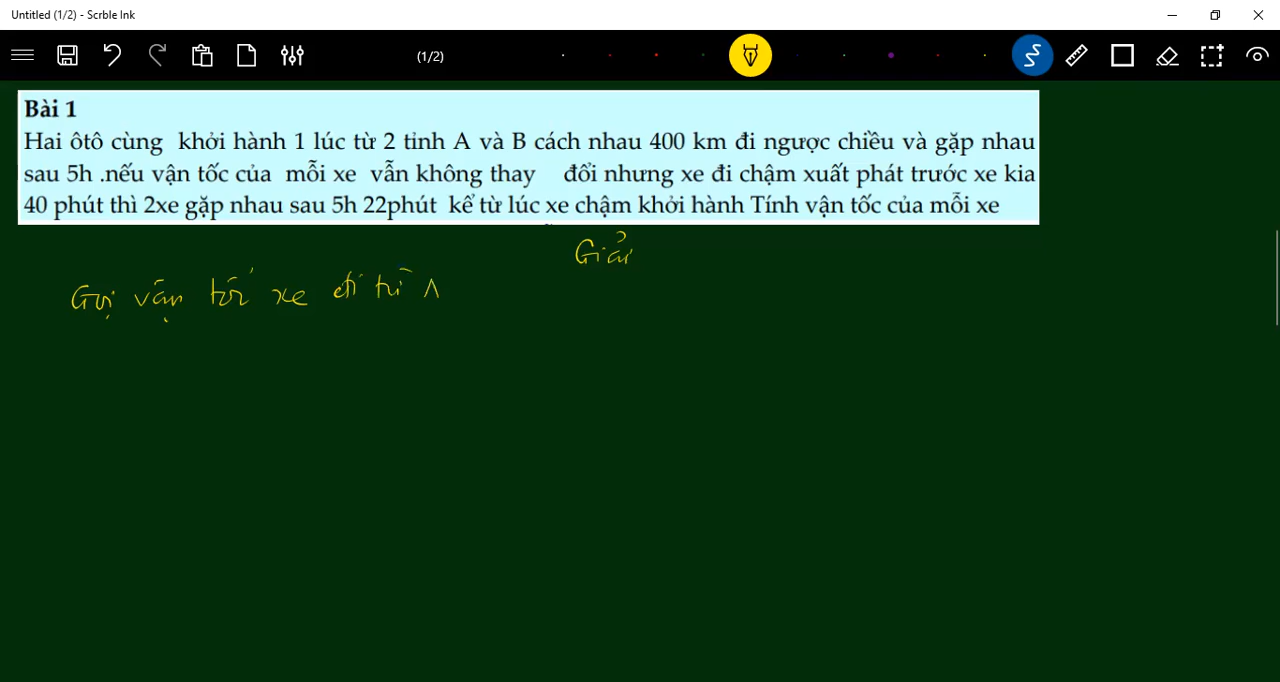 Untitled (1/2) - Scrble Ink
(1/2)
Bài 1
Hai ôtô cùng khởi hành 1 lúc từ 2 tỉnh A và B cách nhau 400 km đi ngược chiều và gặp nhau
sau 5h .nếu vận tốc của mỗi xe vẫn không thay đổi nhưng xe đi chậm xuất phát trước xe kia
40 phút thì 2xe gặp nhau sau 5h 22phút kể từ lúc xe chậm khởi hành Tính vận tốc của mỗi xe
Giải
Gọi vận tốc xe đi từ A